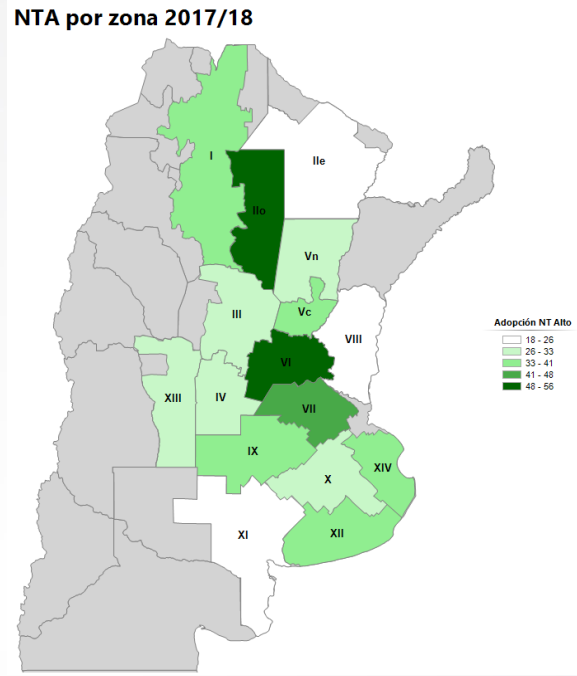 NTA por zona 2017/18
I
IIe
IIo
Vn
III
Vc
VIII
VI
XIII
IV
VII
IX
XIV
X
XI
XII
Adopción NT Alto
18 - 26
26 - 33
33 - 41
41 - 48
48 - 56